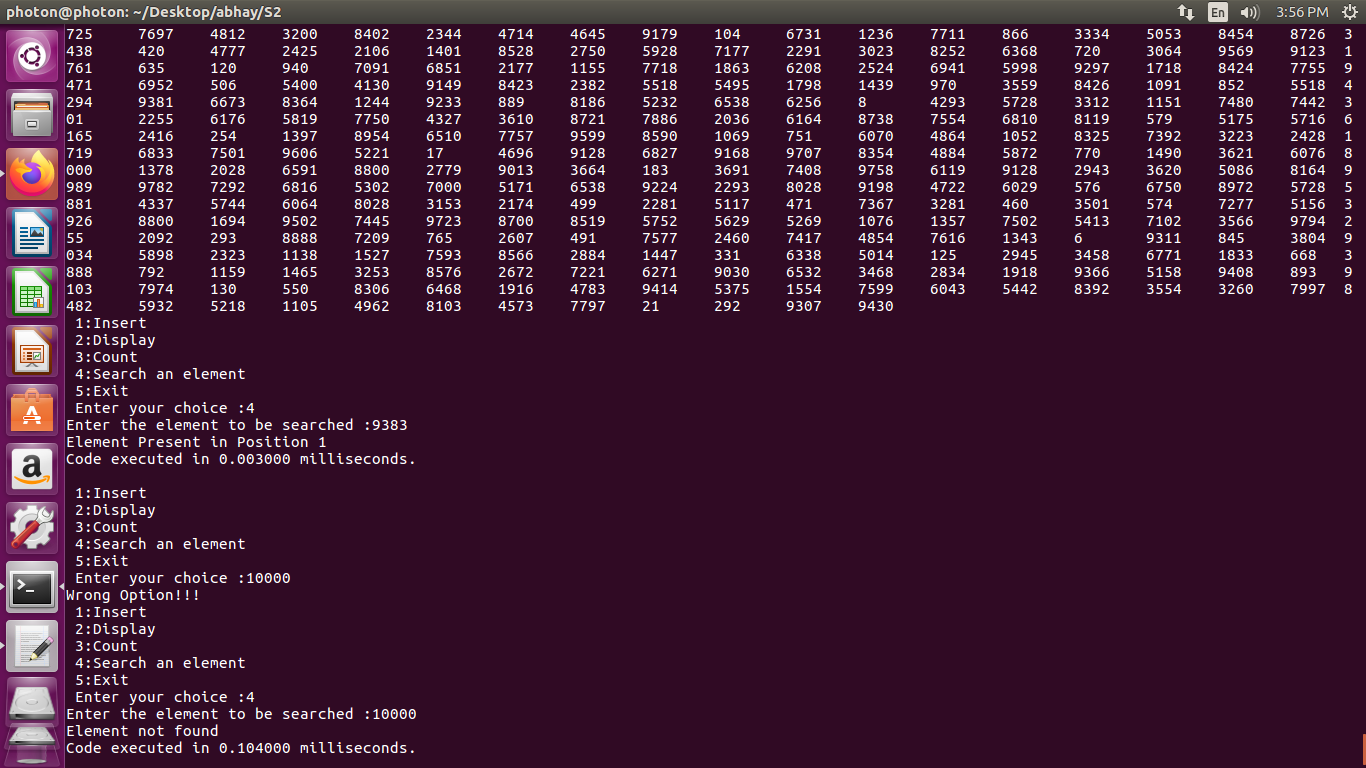 photon@photon: ~/Desktop/abhay/S2 En 3:56 PM
725 7697 4812 3200 8402 2344 4714 4645 9179 104 6731 1236 7711 866 3334 5053 8454 8726 3
438 420 4777 2425 2106 1401 8528 2750 5928 7177 2291 3023 8252 6368 720 3064 9569 9123 1
761 635 120 940 7091 6851 2177 1155 7718 1863 6208 2524 6941 5998 9297 1718 8424 7755 9
471 6952 506 5400 4130 9149 8423 2382 5518 5495 1798 1439 970 3559 8426 1091 852 5518 4
294 9381 6673 8364 1244 9233 889 8186 5232 6538 6256 8 4293 5728 3312 1151 7480 7442 3
01 2255 6176 5819 7750 4327 3610 8721 7886 2036 6164 8738 7554 6810 8119 579 5175 5716 6
165 2416 254 1397 8954 6510 7757 9599 8590 1069 751 6070 4864 1052 8325 7392 3223 2428 1
719 6833 7501 9606 5221 17 4696 9128 6827 9168 9707 8354 4884 5872 770 1490 3621 6076 8
000 1378 2028 6591 8800 2779 9013 3664 183 3691 7408 9758 6119 9128 2943 3620 5086 8164 9
989 9782 7292 6816 5302 7000 5171 6538 9224 2293 8028 9198 4722 6029 576 6750 8972 5728 5
881 4337 5744 6064 8028 3153 2174 499 2281 5117 471 7367 3281 460 3501 574 7277 5156 3
926 8800 1694 9502 7445 9723 8700 8519 5752 5629 5269 1076 1357 7502 5413 7102 3566 9794 2
55 2092 293 8888 7209 765 2607 491 7577 2460 7417 4854 7616 1343 6 9311 845 3804 9
034 5898 2323 1138 1527 7593 8566 2884 1447 331 6338 5014 125 2945 3458 6771 1833 668 3
888 792 1159 1465 3253 8576 2672 7221 6271 9030 6532 3468 2834 1918 9366 5158 9408 893 9
103 7974 130 550 8306 6468 1916 4783 9414 5375 1554 7599 6043 5442 8392 3554 3260 7997 8
482 5932 5218 1105 4962 8103 4573 7797 21 292 9307 9430
1:Insert
2:Display
3:Count
4:Search an element
5:Exit
Enter your choice :4
Enter the element to be searched :9383
Element Present in Position 1
Code executed in 0.003000 milliseconds.
1:Insert
2:Display
3:Count
4:Search an element
5:Exit
Enter your choice :10000
Wrong Option!!!
1:Insert
2:Display
3:Count
4:Search an element
5:Exit
Enter your choice :4
Enter the element to be searched :10000
Element not found
Code executed in 0.104000 milliseconds.